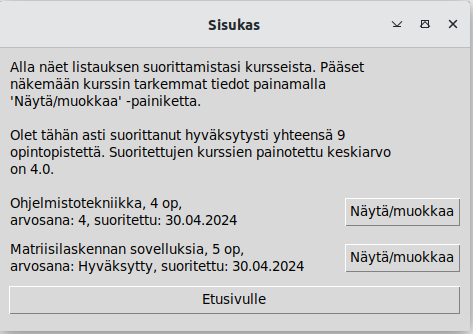 Sisukas
Alla näet listauksen suorittamistasi kursseista. Pääset
näkemään kurssin tarkemmat tiedot painamalla
'Näytä/muokkaa' -painiketta.
Olet tähän asti suorittanut hyväksytysti yhteensä 9
opintopistettä. Suoritettujen kurssien painotettu keskiarvo
on 4.0.
Ohjelmistotekniikka, 4 op,
arvosana: 4, suoritettu: 30.04.2024
Näytä/muokkaa
Matriisilaskennan sovelluksia, 5 op,
arvosana: Hyväksytty, suoritettu: 30.04.2024
Näytä/muokkaa
Etusivulle